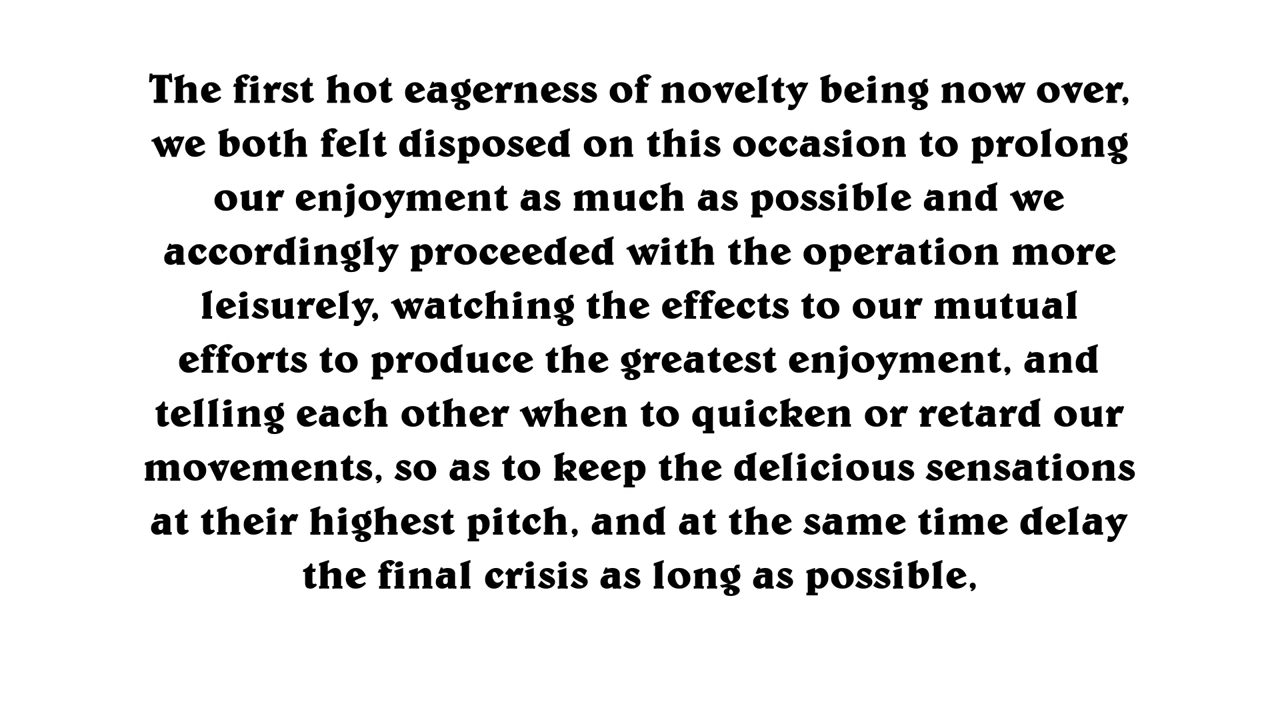 The first hot eagerness of novelty being now over,
we both felt disposed on this occasion to prolong
our enjoyment as much as possible and we
accordingly proceeded with the operation more
leisurely, watching the effects to our mutual
efforts to produce the greatest enjoyment, and
telling each other when to quicken or retard our
movements, so as to keep the delicious sensations
at their highest pitch, and at the same time delay
the final crisis as long as possible,